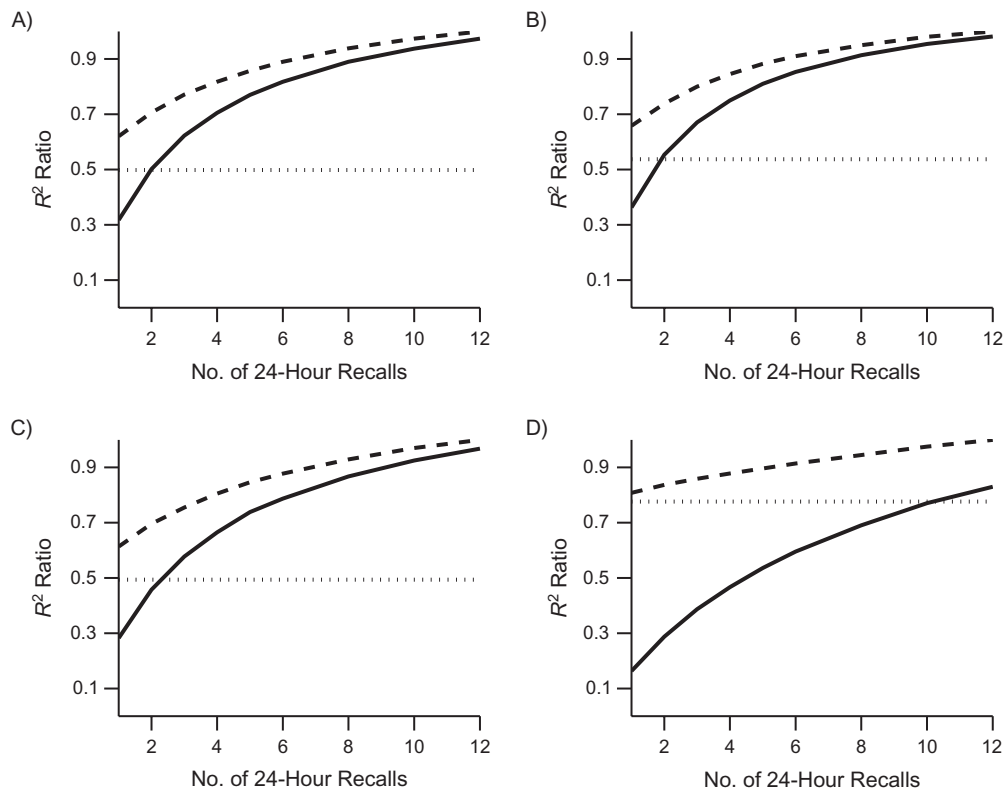 A)
0.9
0.7
0.5
0.3
0.1
R² Ratio
2 4 6 8 10 12
No. of 24-Hour Recalls
B)
0.9
0.7
0.5
0.3
0.1
R² Ratio
2 4 6 8 10 12
No. of 24-Hour Recalls
C)
0.9
0.7
0.5
0.3
0.1
R² Ratio
2 4 6 8 10 12
No. of 24-Hour Recalls
D)
0.9
0.7
0.5
0.3
0.1
R² Ratio
2 4 6 8 10 12
No. of 24-Hour Recalls